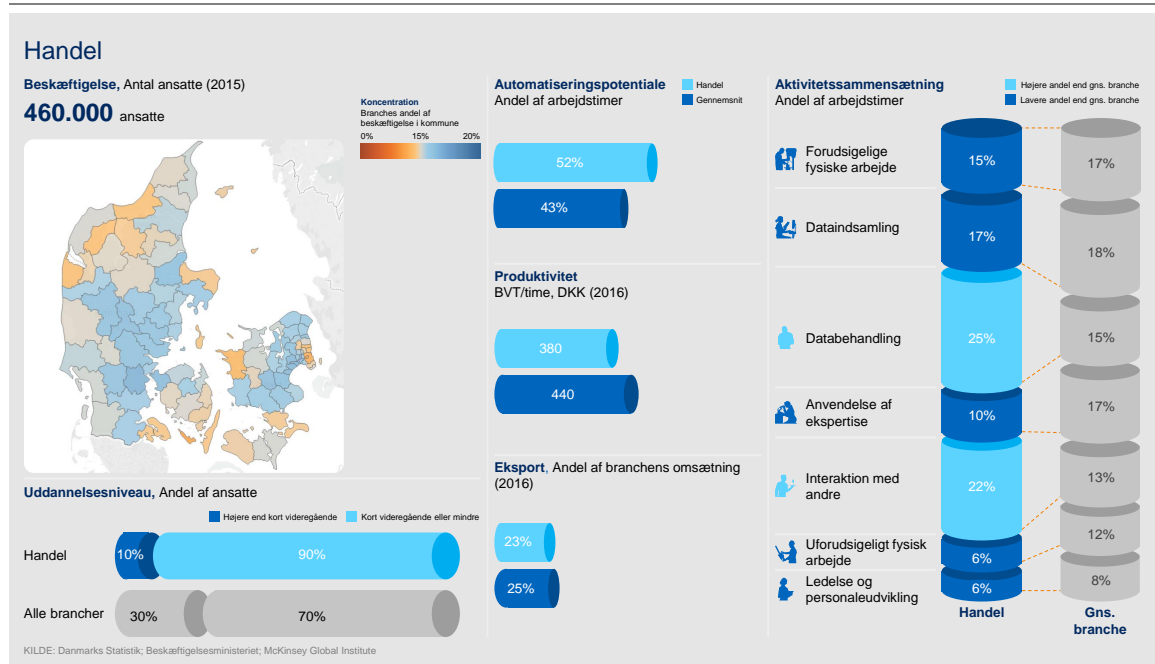 Handel
Beskæftigelse, Antal ansatte (2015)
460.000 ansatte
Koncentration
Branches andel af
beskæftigelse i kommune
0% 15% 20%
Uddannelsesniveau, Andel af ansatte
Højere end kort videregående Kort videregående eller mindre
Handel 10% 90%
Alle brancher 30% 70%
Automatiseringspotentiale
Andel af arbejdstimer
Handel
Gennemsnit
52%
43%
Produktivitet
BVT/time, DKK (2016)
380
440
Eksport, Andel af branchens omsætning
(2016)
23%
25%
Aktivitetssammensætning
Andel af arbejdstimer
Højere andel end gns. branche
Lavere andel end gns. branche
Forudsigelige
fysiske arbejde
15% 17%
Dataindsamling 17% 18%
Databehandling 25% 15%
Anvendelse af
ekspertise
10% 17%
Interaktion med
andre
22% 13%
Uforudsigeligt fysisk
arbejde
6% 12%
Ledelse og
personaleudvikling
6% 8%
Handel Gns.
branche
KILDE: Danmarks Statistik; Beskæftigelsesministeriet; McKinsey Global Institute